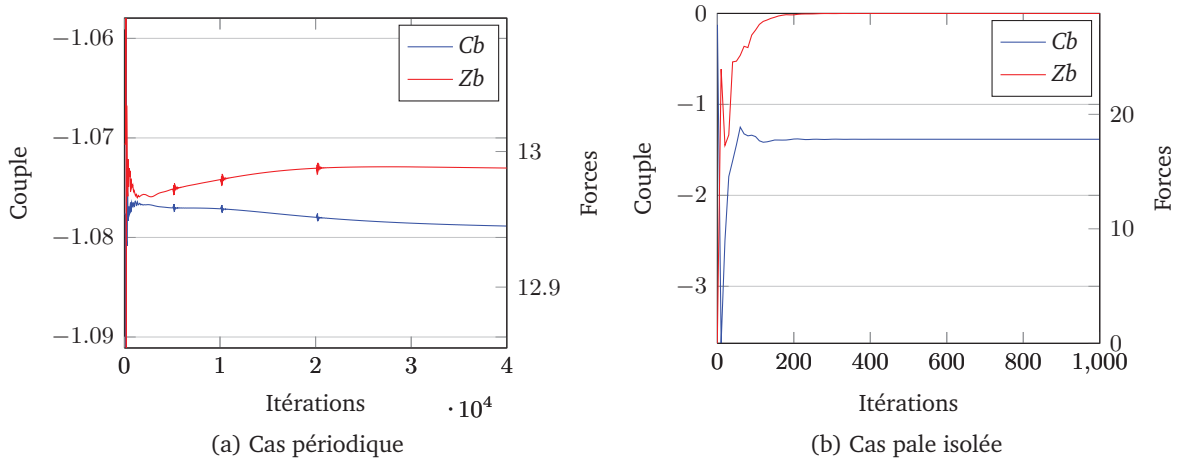 −1.06
−1.07
−1.08
−1.09
Couple
0
1
2
3
4
·10⁴
Itérations
13
12.9
Forces
Cb
Zb
(a) Cas périodique
0
−1
−2
−3
Couple
0
200
400
600
800
1,000
Itérations
20
10
0
Forces
Cb
Zb
(b) Cas pale isolée